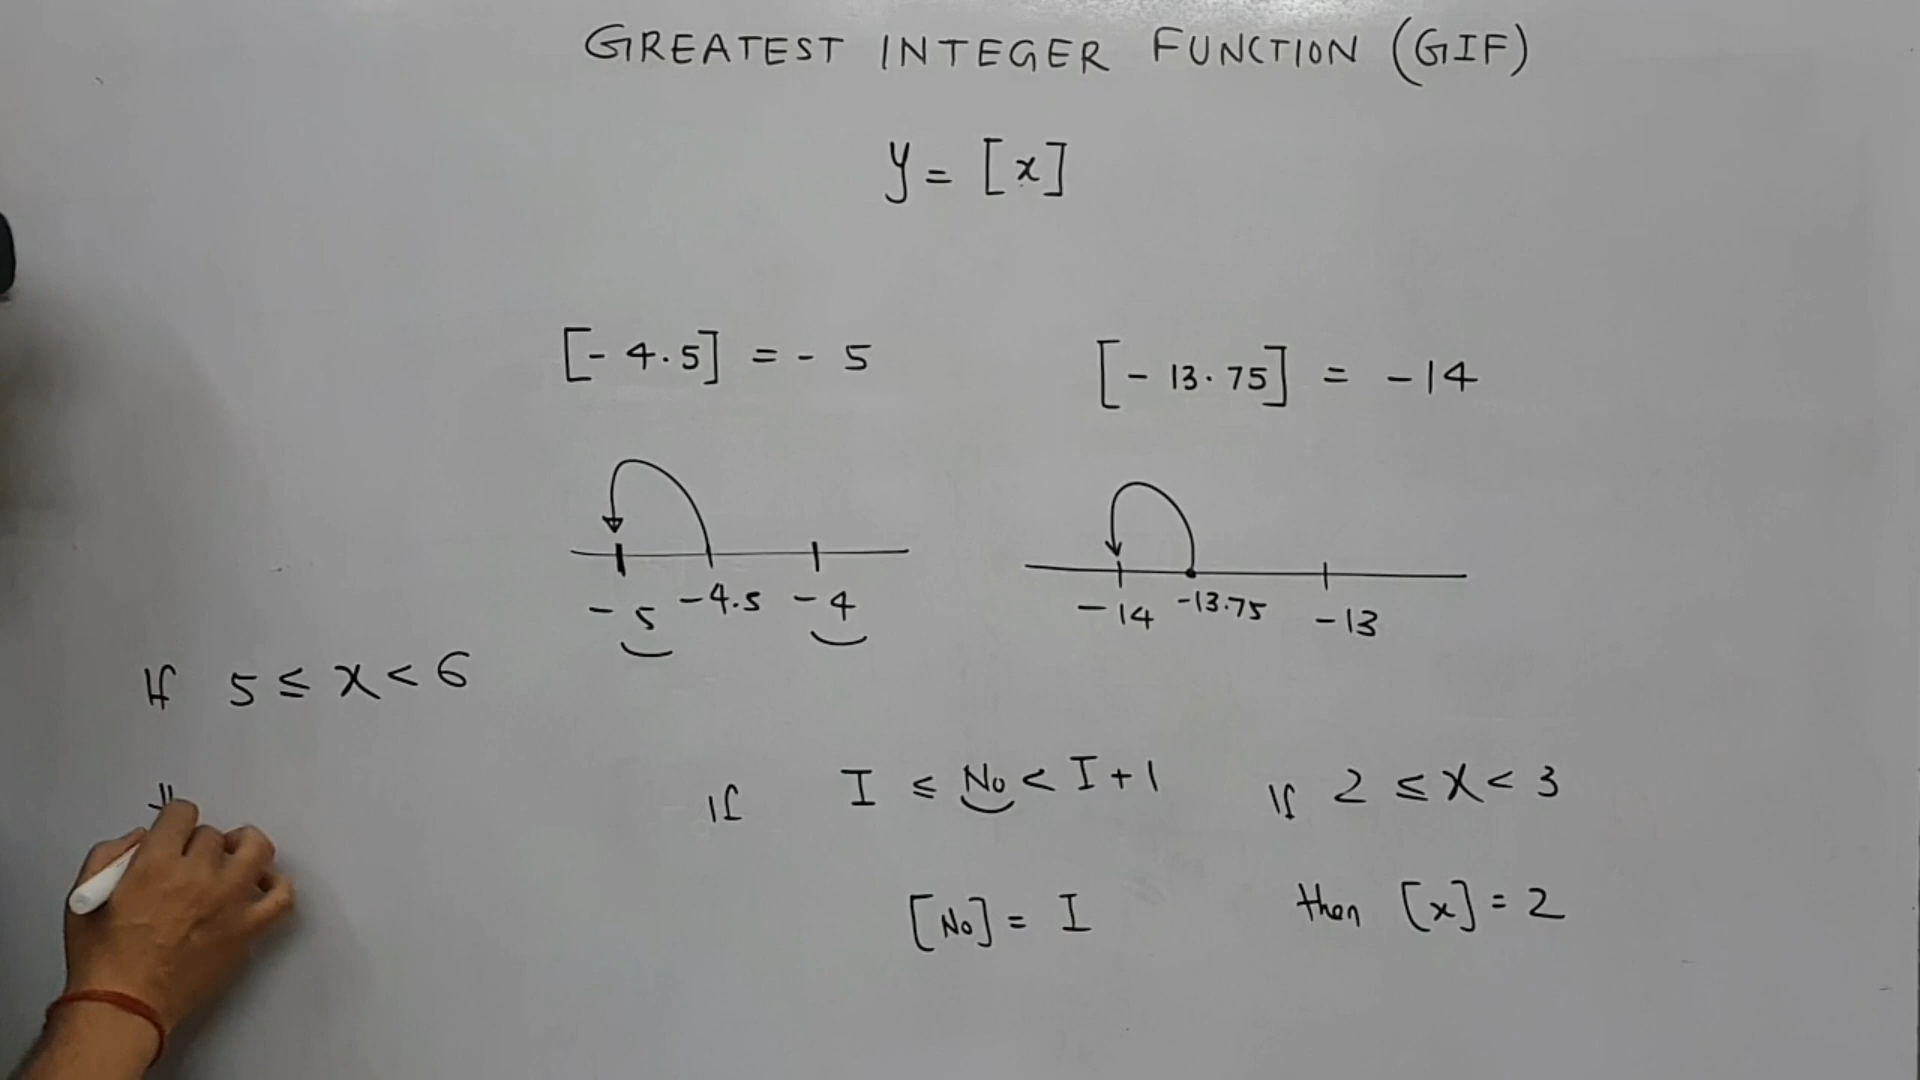 GREATEST INTEGER FUNCTION (GIF)
y = [x]
[- 4.5] = - 5
[- 13.75] = -14
- 5 -4.5 - 4
-14 -13.75 -13
If 5 ≤ x < 6
If I ≤ No < I + 1
[No] = I
If 2 ≤ x < 3
then [x] = 2